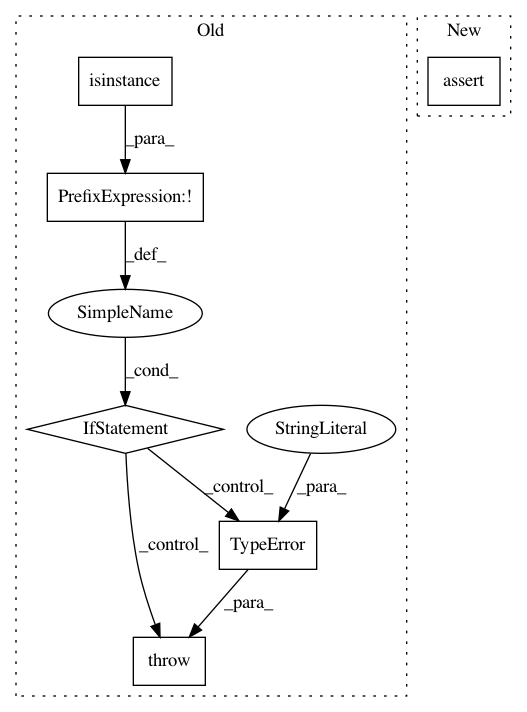 Old
New
isinstance
assert
_para_
PrefixExpression:!
_def_
SimpleName
_cond_
IfStatement
StringLiteral
_control_
_para_
_control_
TypeError
_para_
throw